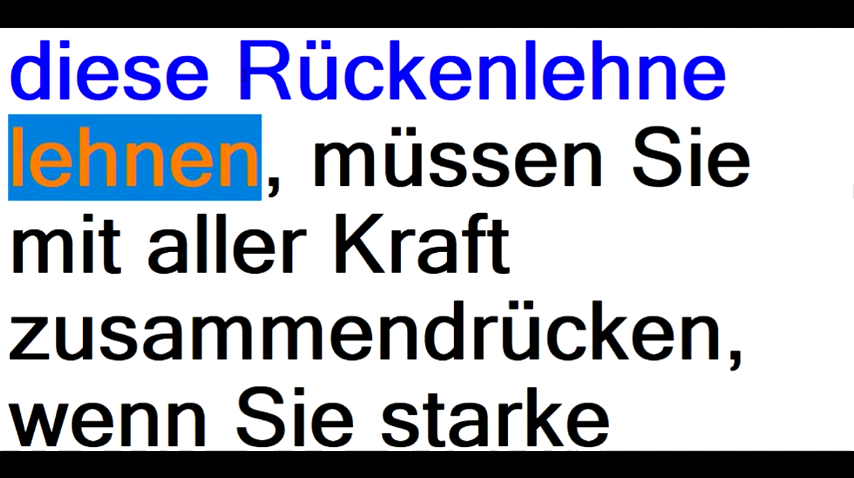 diese Rückenlehne
lehnen, müssen Sie
mit aller Kraft
zusammendrücken,
wenn Sie starke